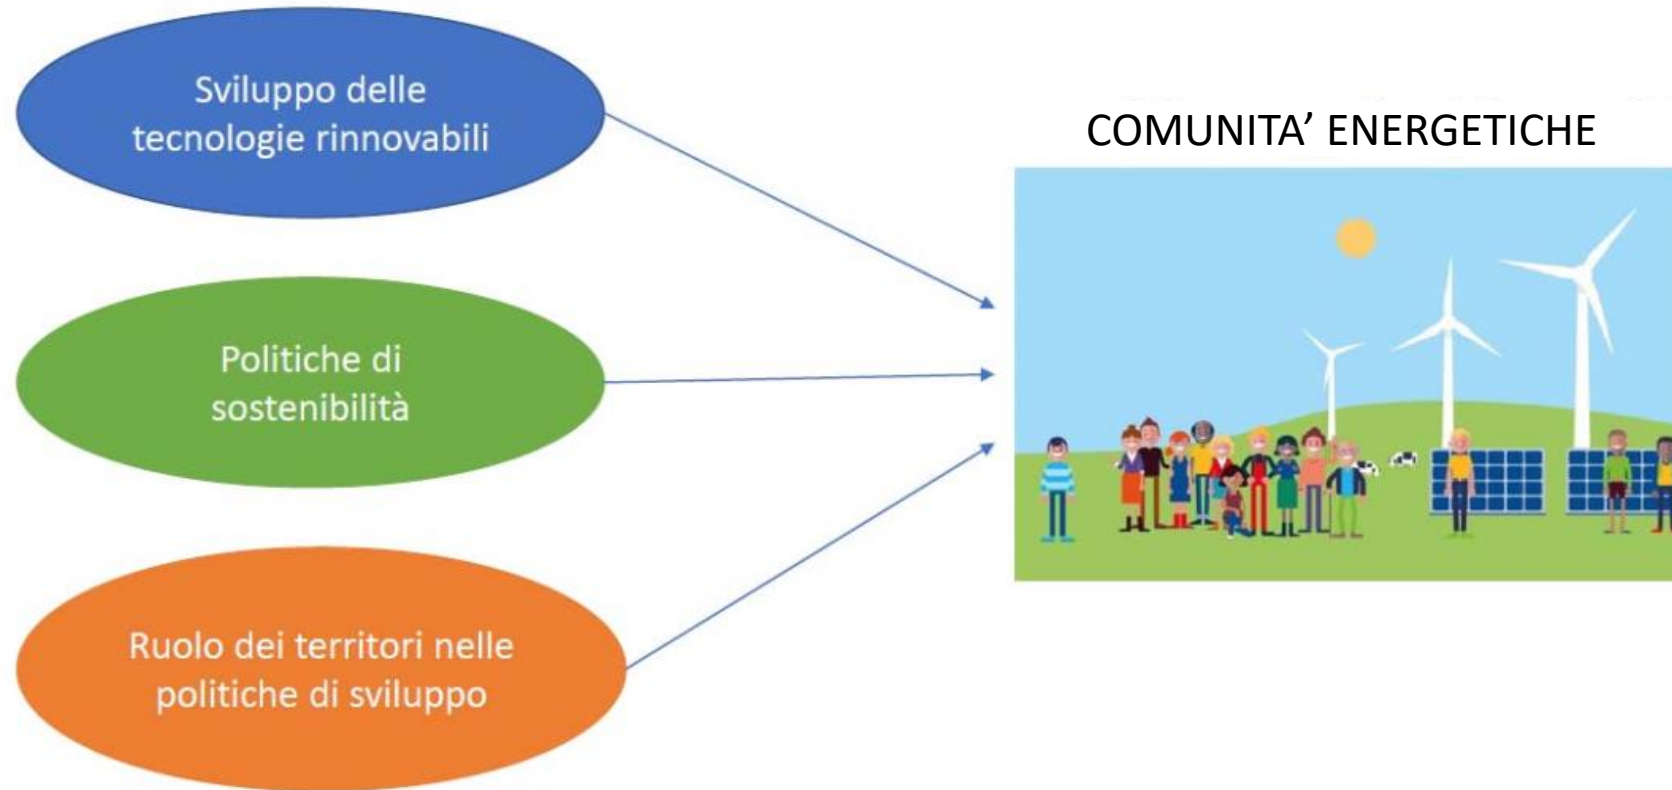 Sviluppo delle
tecnologie rinnovabili
COMUNITA’ ENERGETICHE
Politiche di
sostenibilità
Ruolo dei territori nelle
politiche di sviluppo